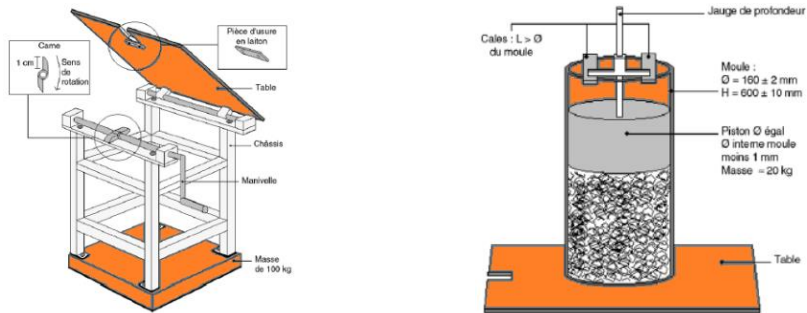 Pièce d'usure
en laiton
Came
1 cm
Sens
de
rotation
Table
Châssis
Manivelle
Masse
de 100 kg
Jauge de profondeur
Cales : L > Ø
du moule
Moule :
Ø = 160 ± 2 mm
H = 600 ± 10 mm
Piston Ø égal
Ø interne moule
moins 1 mm
Masse ≃ 20 kg
Table